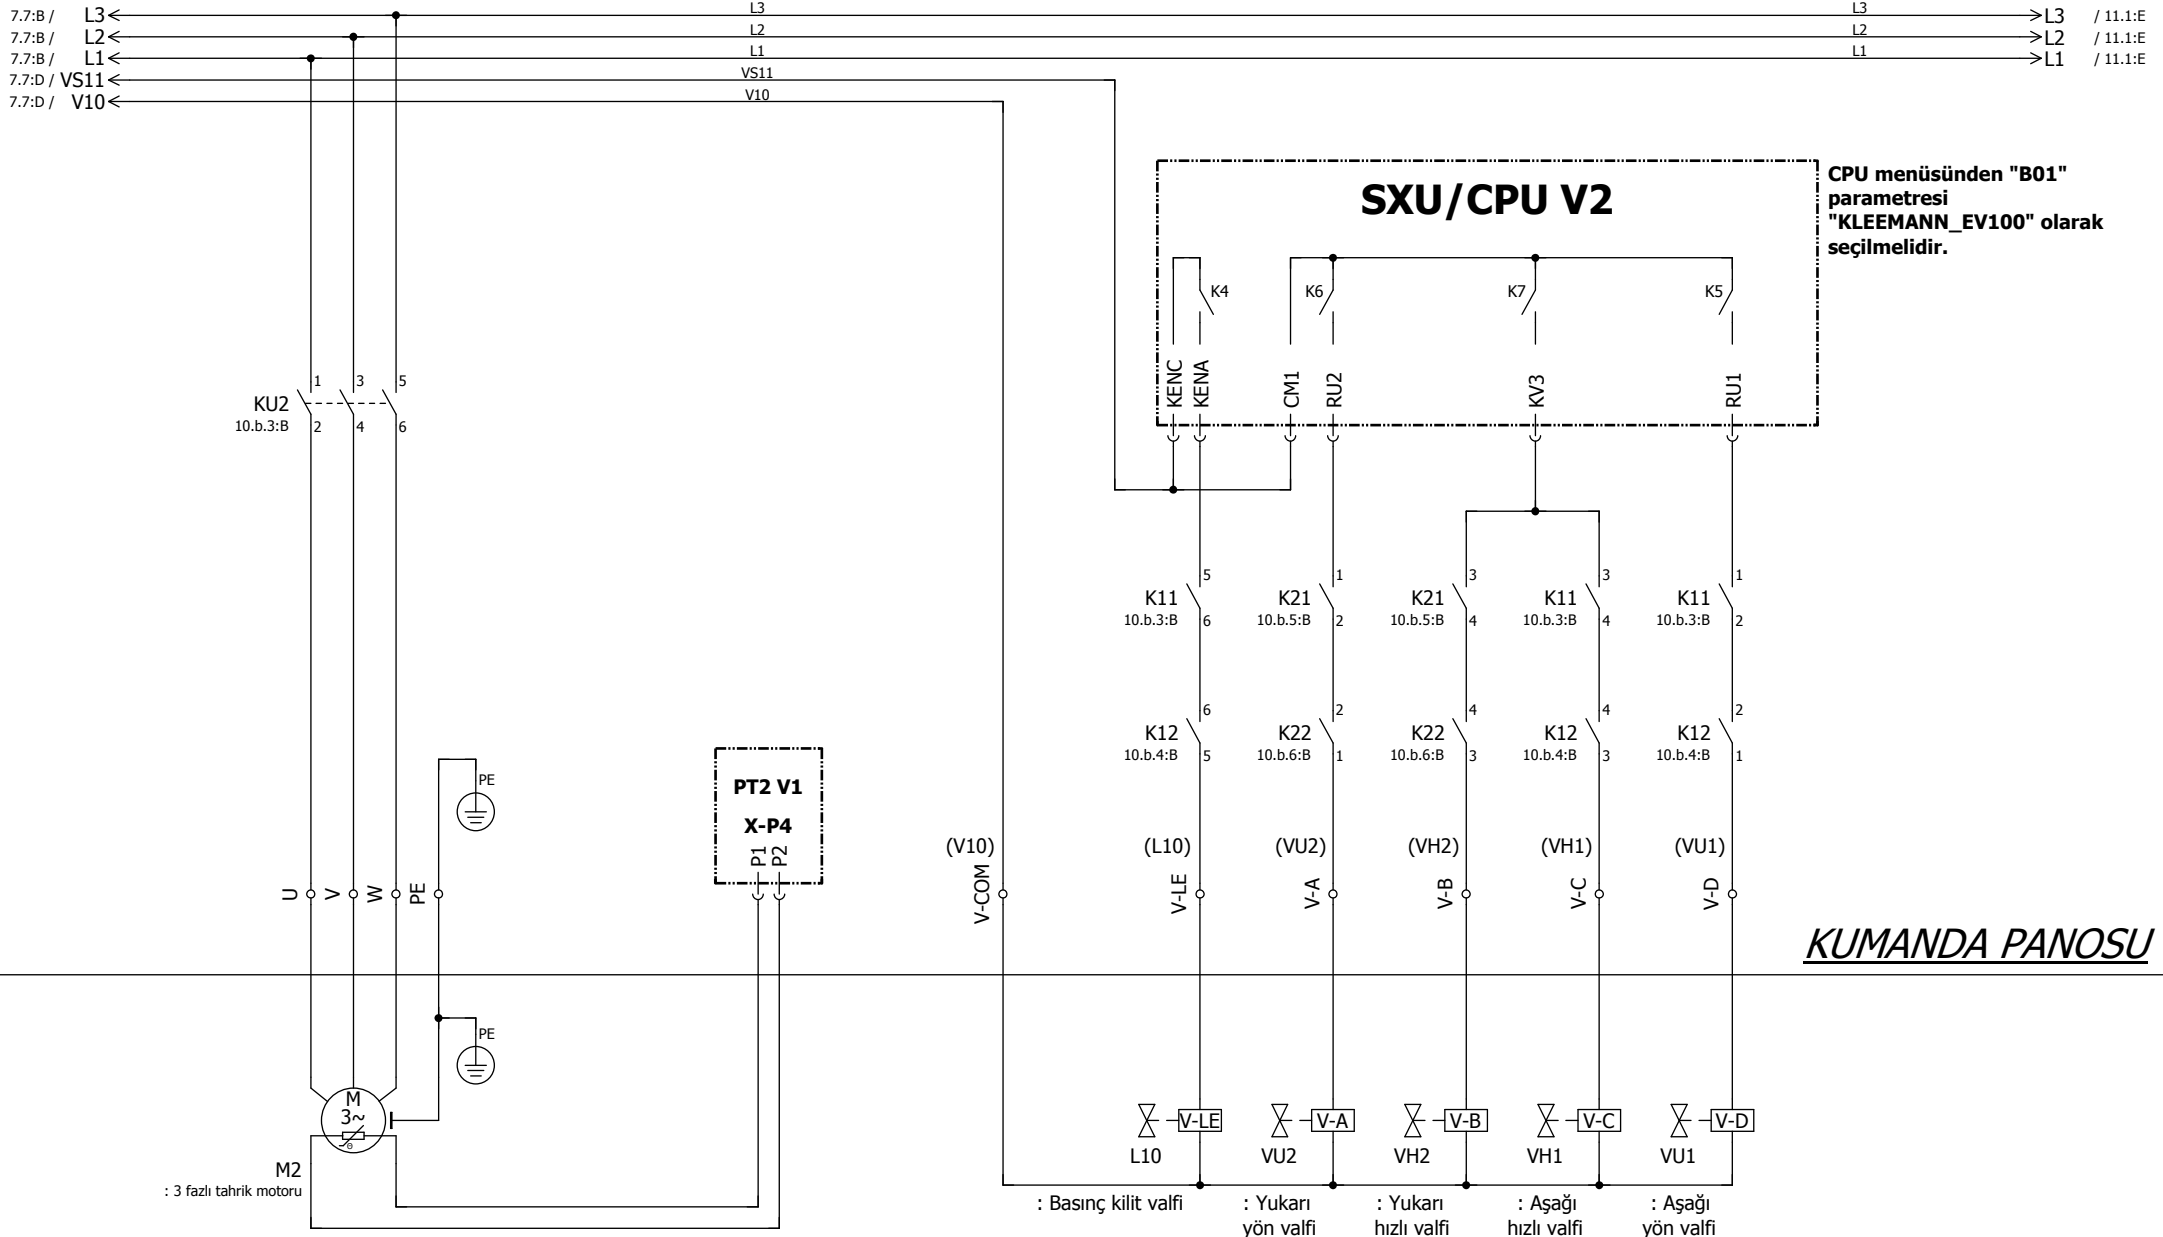 7.7:B / L3 L3 L3 L3 / 11.1:E
7.7:B / L2 L2 L2 L2 / 11.1:E
7.7:B / L1 L1 L1 L1 / 11.1:E
7.7:D / VS11 VS11
7.7:D / V10 V10
SXU/CPU V2
CPU menüsünden "B01"
parametresi
"KLEEMANN_EV100" olarak
seçilmelidir.
K4 K6 K7 K5
KENC KENA CM1 RU2 KV3 RU1
1 3 5
KU2
10.b.3:B 2 4 6
5 1 3 3 1
K11 K21 K21 K11 K11
10.b.3:B 6 10.b.5:B 2 10.b.5:B 4 10.b.3:B 4 10.b.3:B 2
6 2 4 4 2
K12 K22 K22 K12 K12
10.b.4:B 5 10.b.6:B 1 10.b.6:B 3 10.b.4:B 3 10.b.4:B 1
PE
PT2 V1
X-P4
P1 P2
(V10) (L10) (VU2) (VH2) (VH1) (VU1)
U V W PE V-COM V-LE V-A V-B V-C V-D
KUMANDA PANOSU
PE
M
3~
θ
V-LE V-A V-B V-C V-D
L10 VU2 VH2 VH1 VU1
M2
: 3 fazlı tahrik motoru
: Basınç kilit valfi : Yukarı : Yukarı : Aşağı : Aşağı
yön valfi hızlı valfi hızlı valfi yön valfi